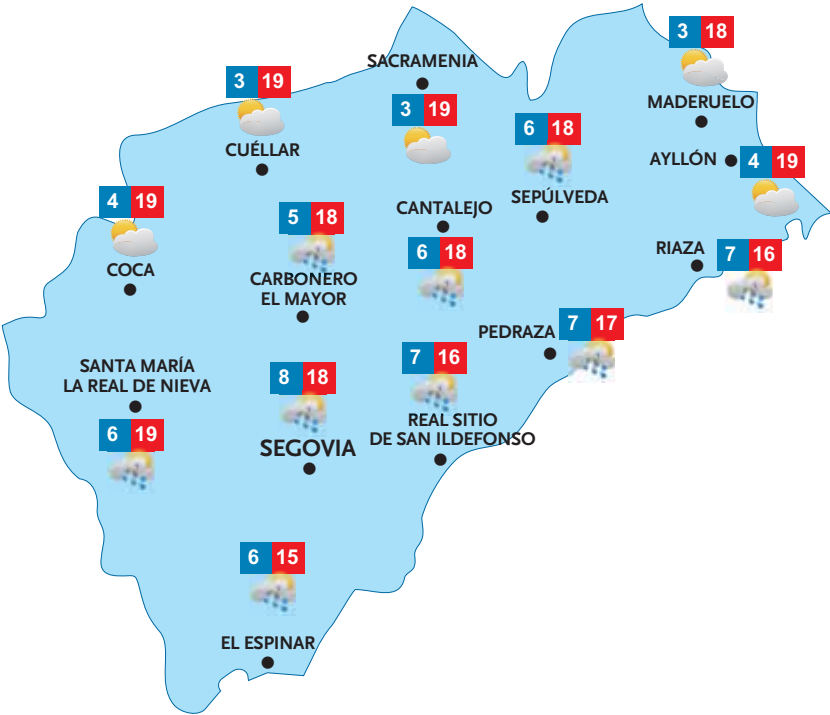 3 18
MADERUELO
SACRAMENIA
3 19
3 19
CUÉLLAR
6 18
SEPÚLVEDA
AYLLÓN
4 19
4 19
COCA
5 18
CARBONERO
EL MAYOR
CANTALEJO
6 18
RIAZA
7 16
PEDRAZA
7 17
SANTA MARÍA
LA REAL DE NIEVA
6 19
8 18
SEGOVIA
7 16
REAL SITIO
DE SAN ILDEFONSO
6 15
EL ESPINAR